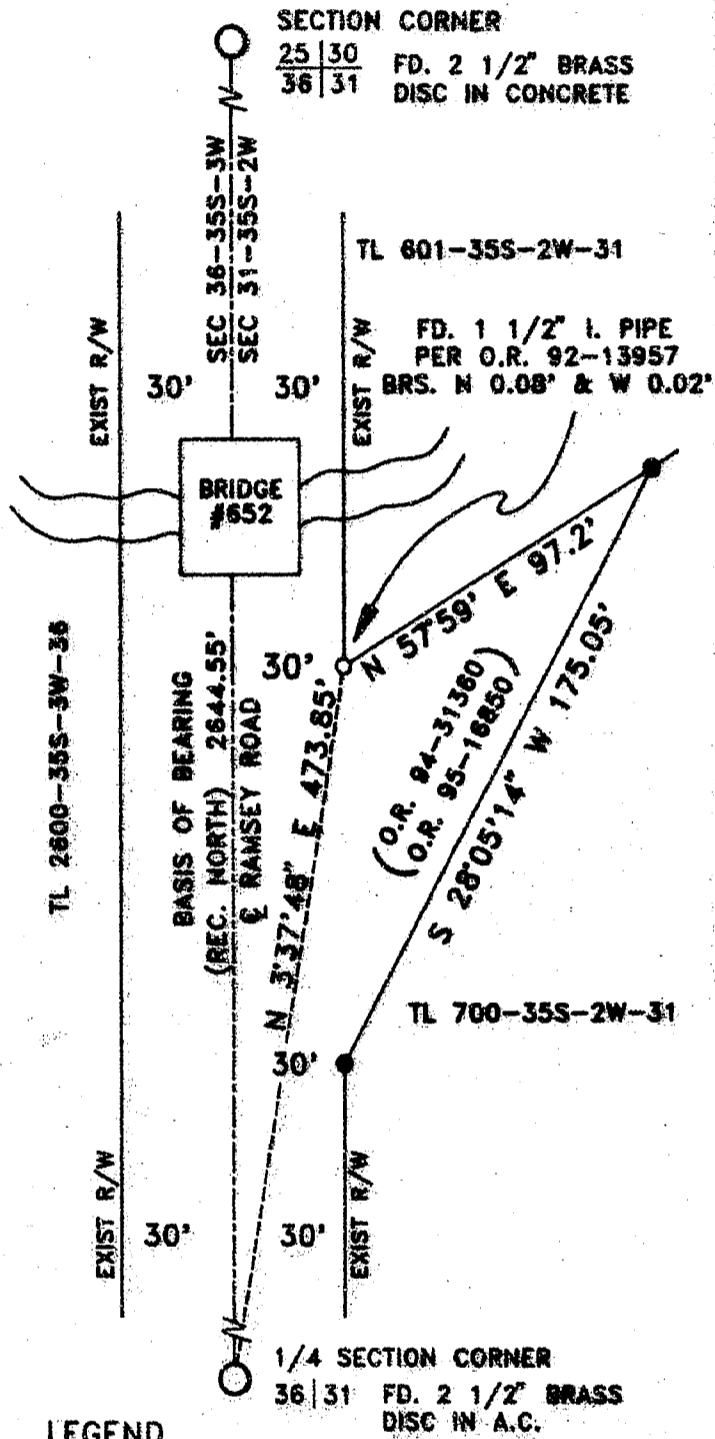 SECTION CORNER
25 | 30
36 | 31
FD. 2 1/2" BRASS
DISC IN CONCRETE
SEC 36-35S-3W
SEC 31-35S-2W
TL 601-35S-2W-31
EXIST R/W
EXIST R/W
30'
30'
FD. 1 1/2" I. PIPE
PER O.R. 92-13957
BRS. N 0.08' & W 0.02'
BRIDGE
#652
30'
N 57°59' E 97.2'
TL 2600-35S-3W-36
BASIS OF BEARING
(REC. NORTH) 2644.55'
℄ RAMSEY ROAD
N 3°37'48" E 473.85'
(O.R. 94-31360)
(O.R. 95-16850)
S 28°05'14" W 175.05'
TL 700-35S-2W-31
30'
EXIST R/W
30'
30'
EXIST R/W
1/4 SECTION CORNER
36 | 31
FD. 2 1/2" BRASS
DISC IN A.C.
LEGEND